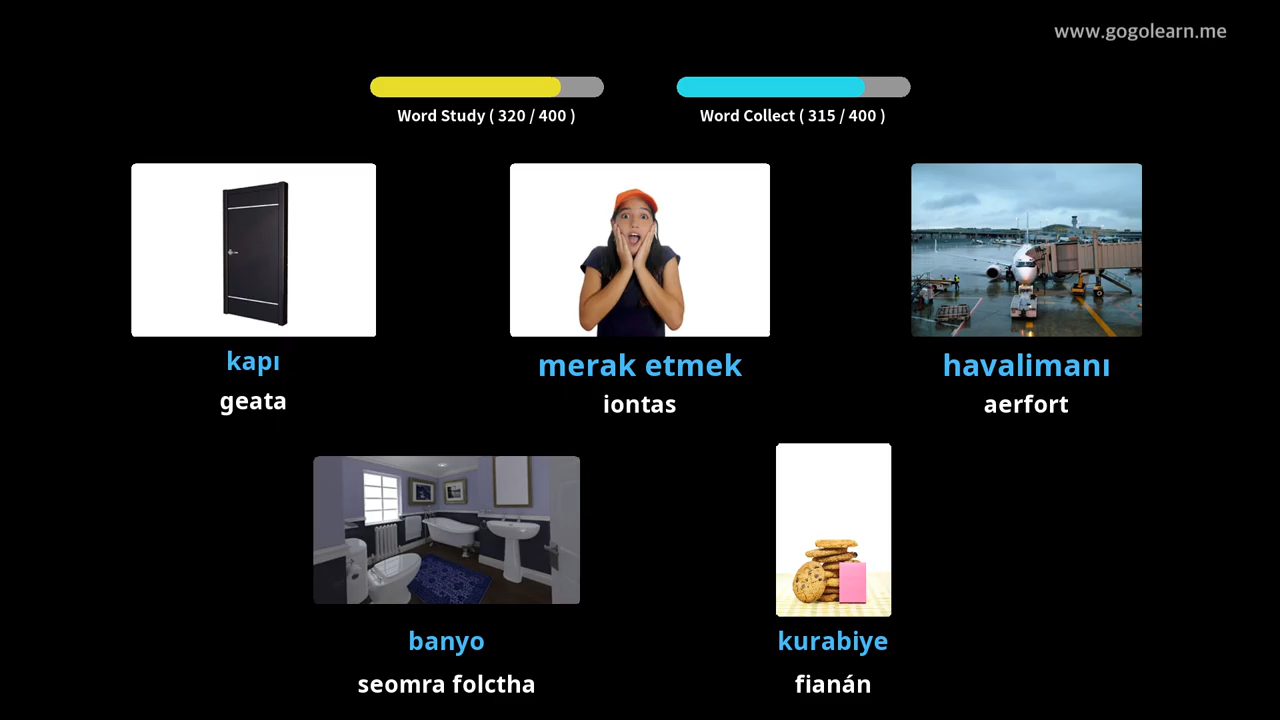 www.gogolearn.me
Word Study ( 320 / 400 )
Word Collect ( 315 / 400 )
kapı
geata
merak etmek
iontas
havalimanı
aerfort
banyo
seomra folctha
kurabiye
fianán